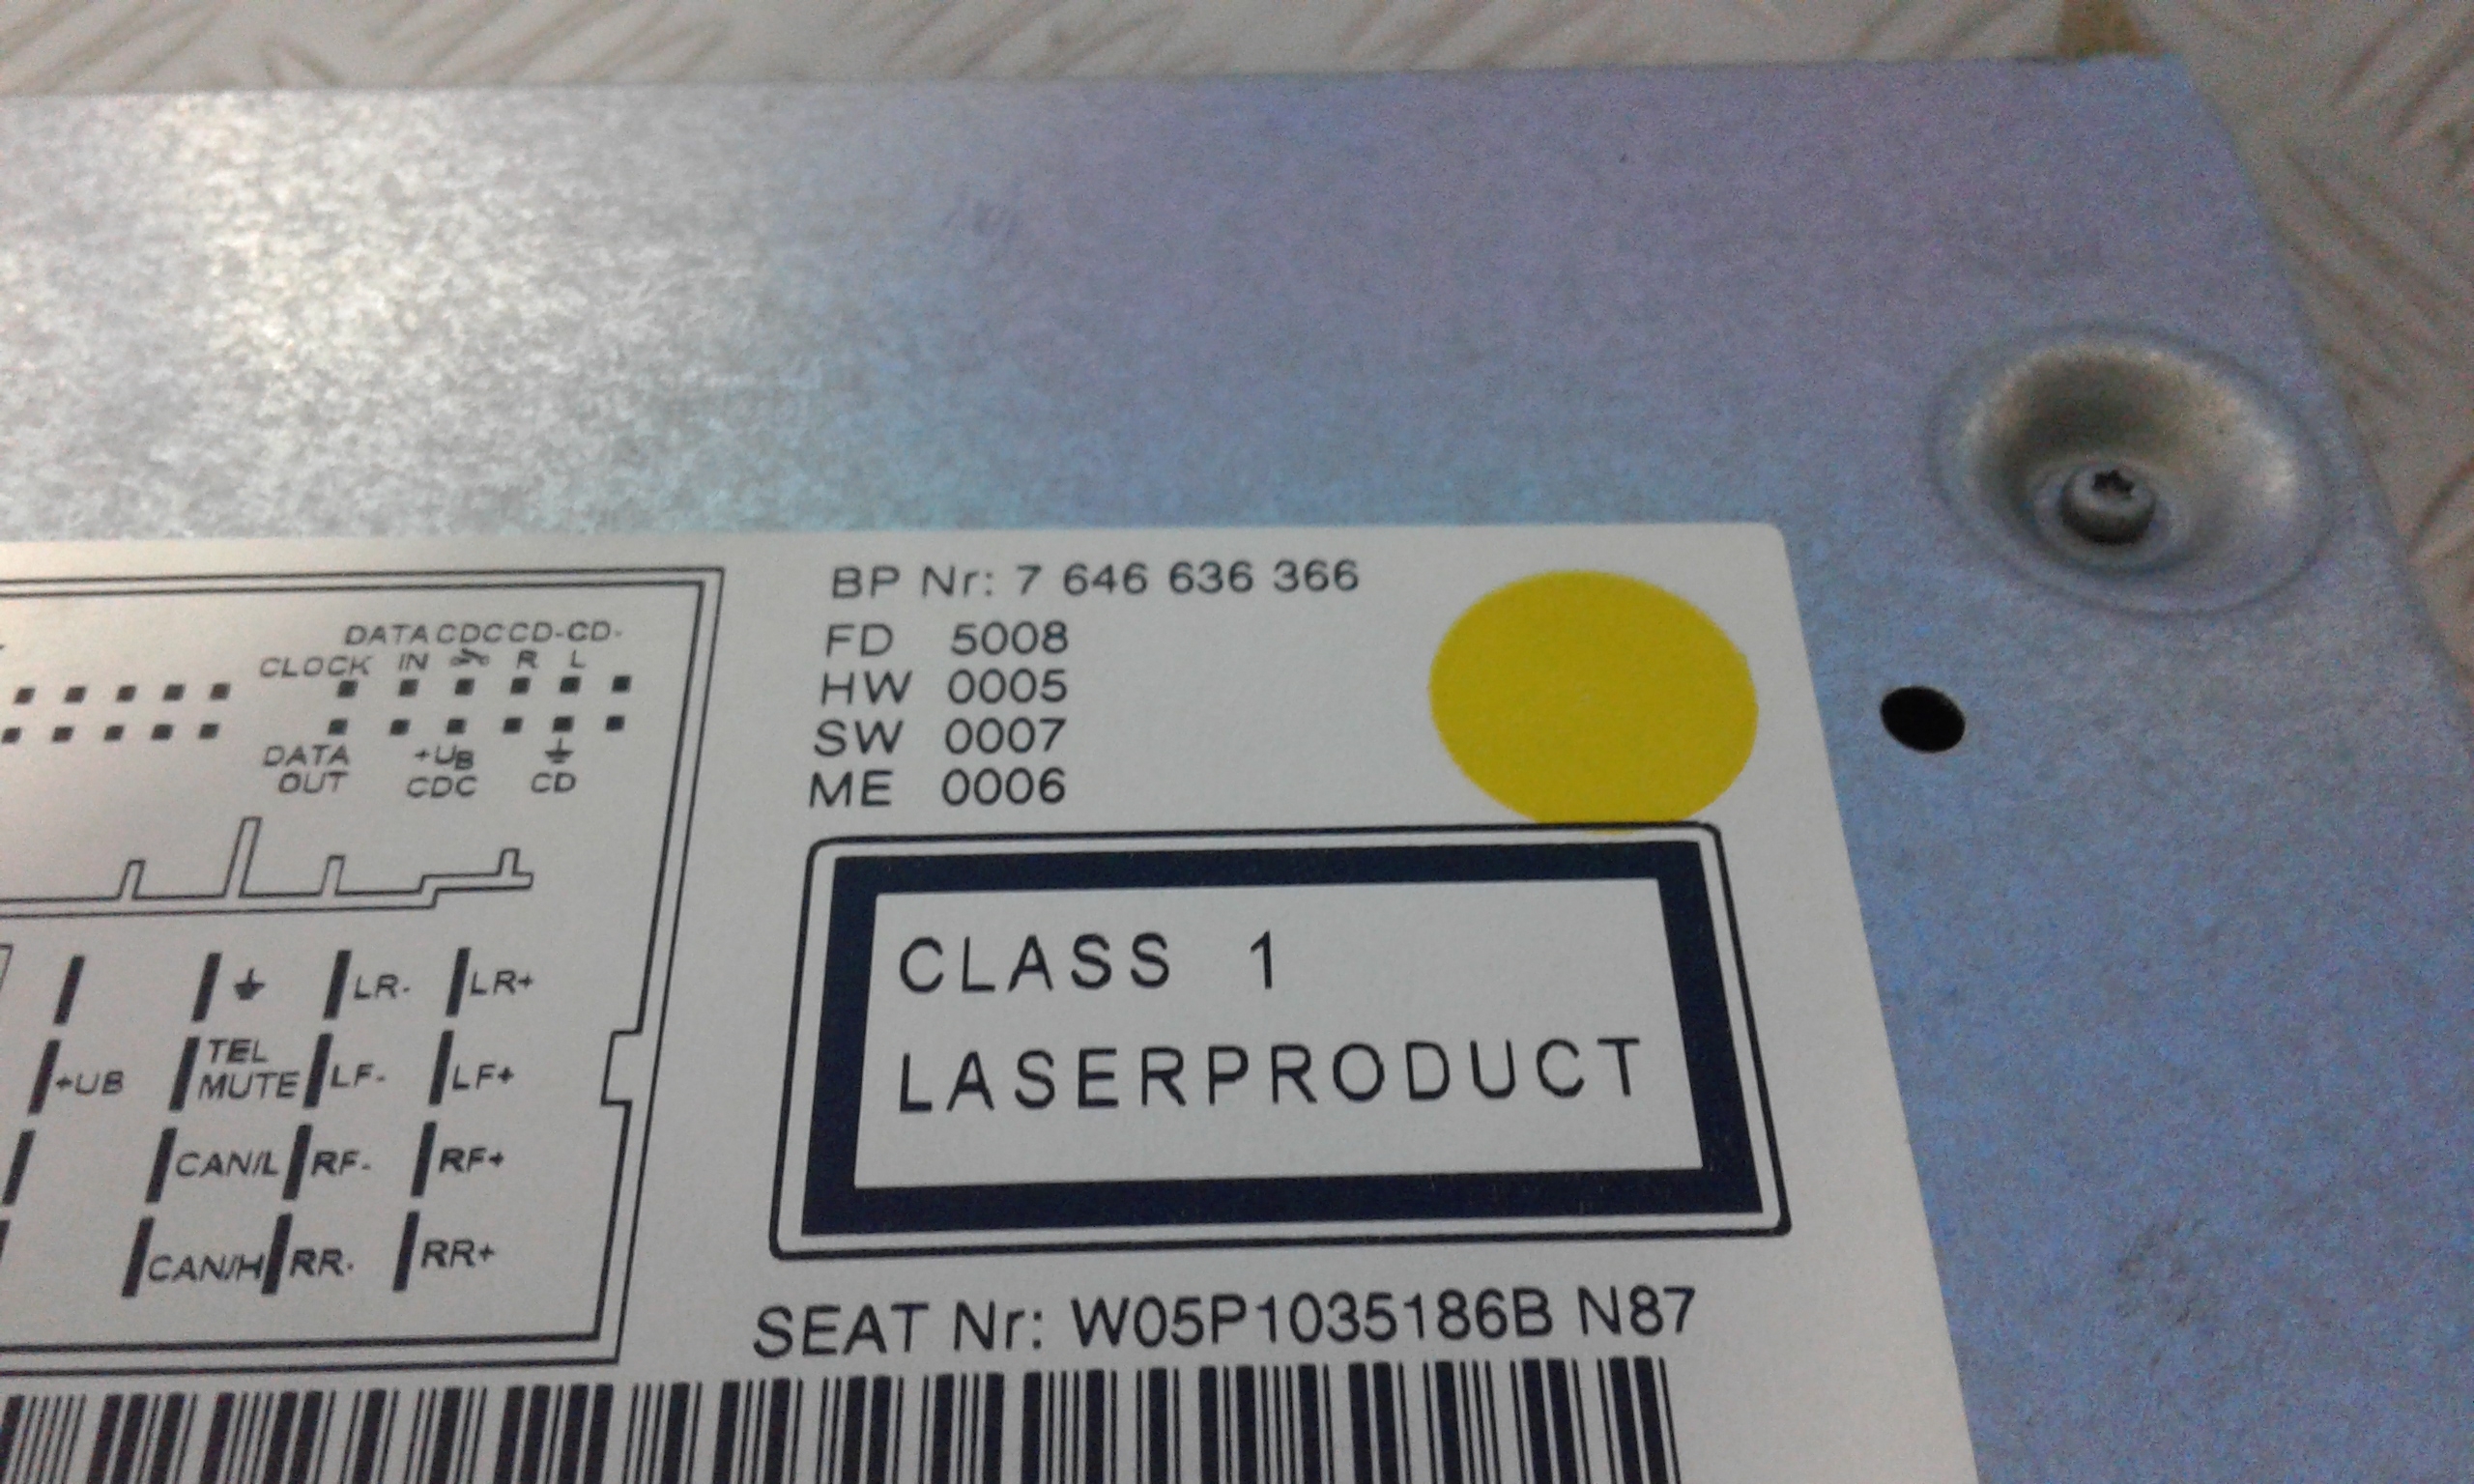 BP Nr: 7 646 636 366
FD 5008
HW 0005
SW 0007
ME 0006
DATA CDC CD- CD-
CLOCK IN R L
DATA +UB
OUT CDC CD
LR- LR+
+UB TEL MUTE LF- LF+
CAN/L RF- RF+
CAN/H RR- RR+
CLASS 1
LASERPRODUCT
SEAT Nr: W05P1035186B N87